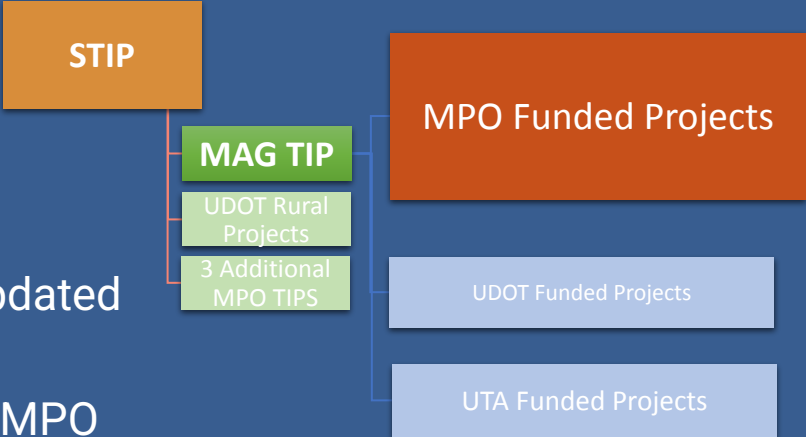 STIP
MPO Funded Projects
MAG TIP
UDOT Rural
Projects
3 Additional
MPO TIPS
UDOT Funded Projects
UTA Funded Projects
MPO